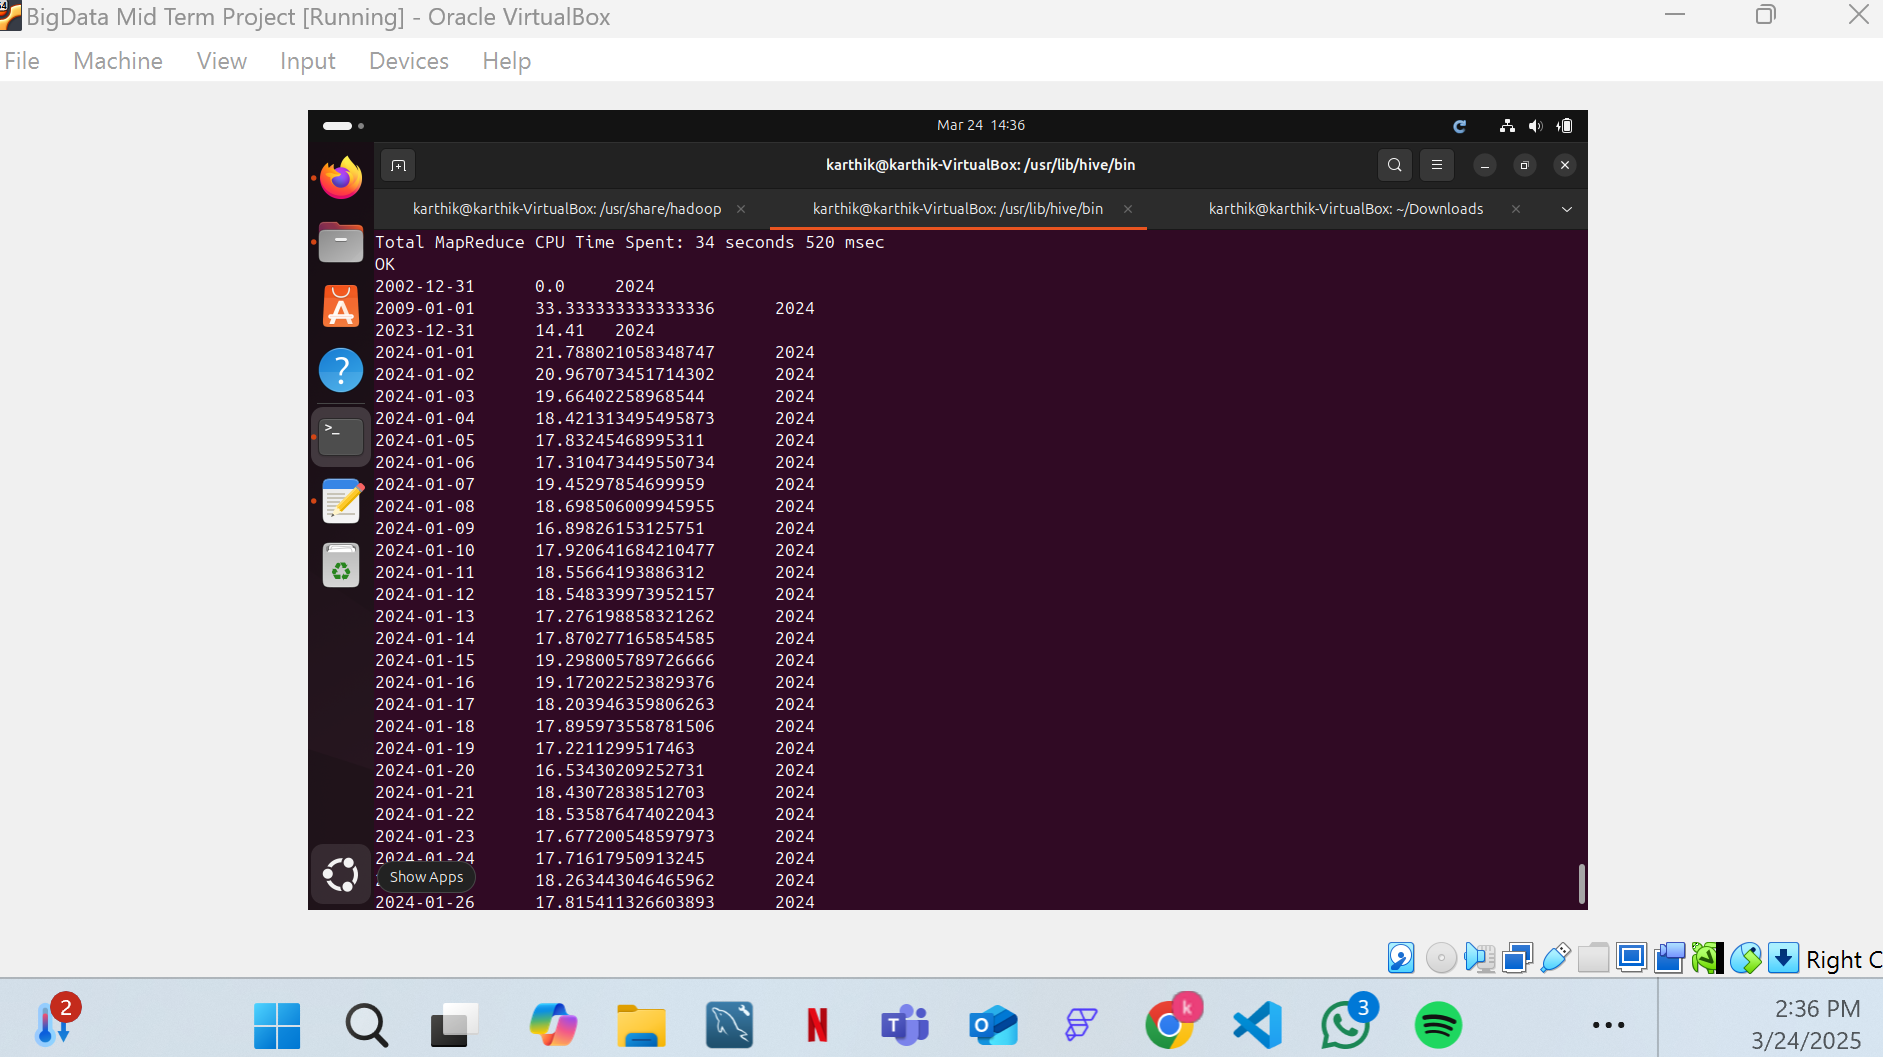 BigData Mid Term Project [Running] - Oracle VirtualBox
File Machine View Input Devices Help
Mar 24 14:36
karthik@karthik-VirtualBox: /usr/lib/hive/bin
karthik@karthik-VirtualBox: /usr/share/hadoop karthik@karthik-VirtualBox: /usr/lib/hive/bin karthik@karthik-VirtualBox: ~/Downloads
Total MapReduce CPU Time Spent: 34 seconds 520 msec
OK
2002-12-31 0.0 2024
2009-01-01 33.333333333333336 2024
2023-12-31 14.41 2024
2024-01-01 21.788021058348747 2024
2024-01-02 20.967073451714302 2024
2024-01-03 19.66402258968544 2024
2024-01-04 18.421313495495873 2024
2024-01-05 17.83245468995311 2024
2024-01-06 17.310473449550734 2024
2024-01-07 19.45297854699959 2024
2024-01-08 18.698506009945955 2024
2024-01-09 16.89826153125751 2024
2024-01-10 17.920641684210477 2024
2024-01-11 18.55664193886312 2024
2024-01-12 18.548339973952157 2024
2024-01-13 17.276198858321262 2024
2024-01-14 17.870277165854585 2024
2024-01-15 19.298005789726666 2024
2024-01-16 19.172022523829376 2024
2024-01-17 18.203946359806263 2024
2024-01-18 17.895973558781506 2024
2024-01-19 17.2211299517463 2024
2024-01-20 16.53430209252731 2024
2024-01-21 18.43072838512703 2024
2024-01-22 18.535876474022043 2024
2024-01-23 17.677200548597973 2024
2024-01-24 17.71617950913245 2024
Show Apps
18.263443046465962 2024
2024-01-26 17.815411326603893 2024
Right C
2
k
3
2:36 PM
3/24/2025